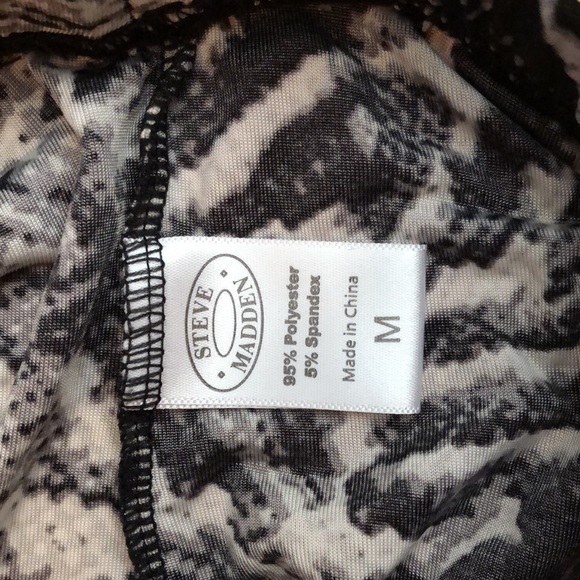 STEVE
MADDEN
95% Polyester
5% Spandex
Made in China
M